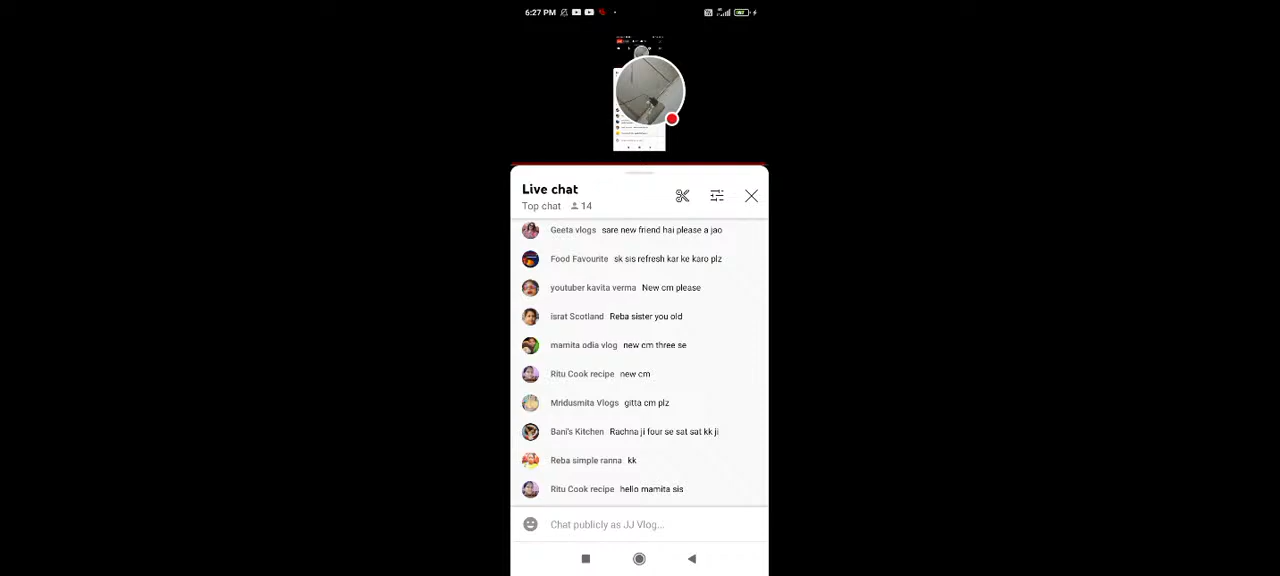 6:27 PM
Live chat
Top chat 14
Geeta vlogs sare new friend hai please a jao
Food Favourite sk sis refresh kar ke karo plz
youtuber kavita verma New cm please
israt Scotland Reba sister you old
mamita odia vlog new cm three se
Ritu Cook recipe new cm
Mridusmita Vlogs gitta cm plz
Bani's Kitchen Rachna ji four se sat sat kk ji
Reba simple ranna kk
Ritu Cook recipe hello mamita sis
Chat publicly as JJ Vlog...